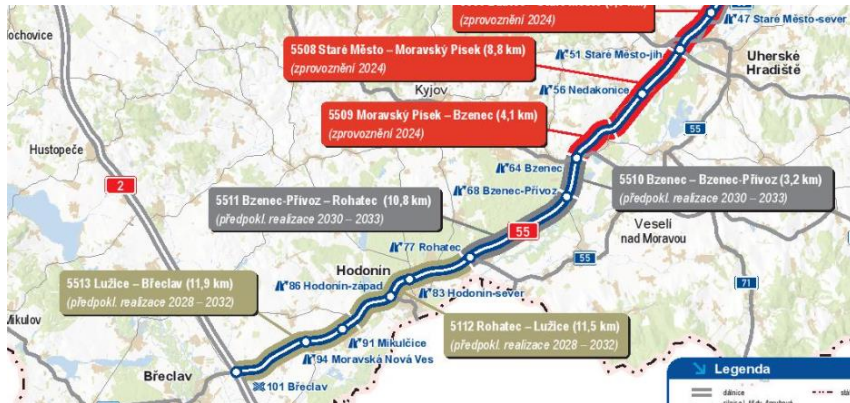 47 Staré Město-sever
5508 Staré Město – Moravský Písek (8,8 km)
(zprovoznění 2024)
51 Staré Město-jih
Uherské
Hradiště
Kyjov
56 Nedakonice
5509 Moravský Písek – Bzenec (4,1 km)
(zprovoznění 2024)
55
Hustopeče
64 Bzenec
2
68 Bzenec-Přívoz
5510 Bzenec – Bzenec-Přívoz (3,2 km)
(předpokl. realizace 2030 – 2033)
5511 Bzenec-Přívoz – Rohatec (10,8 km)
(předpokl. realizace 2030 – 2033)
Veselí
nad Moravou
55
77 Rohatec
Hodonín
5513 Lužice – Břeclav (11,9 km)
(předpokl. realizace 2028 – 2032)
86 Hodonín-západ
83 Hodonín-sever
71
5112 Rohatec – Lužice (11,5 km)
(předpokl. realizace 2028 – 2032)
91 Mikulčice
94 Moravská Nová Ves
Břeclav
101 Břeclav
Legenda
dálnice